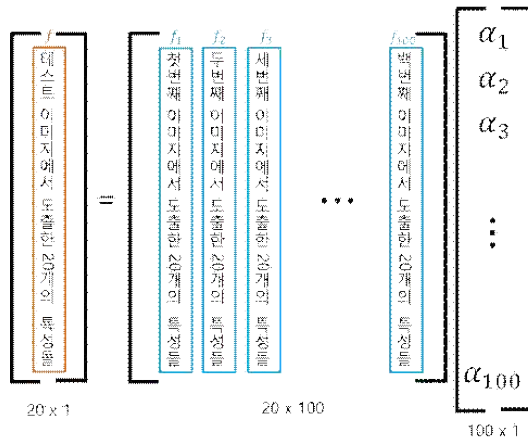 f
테스트 이미지에서 도출한 20개의 특성들
20 x 1
=
f₁
첫번째 이미지에서 도출한 20개의 특성들
f₂
두번째 이미지에서 도출한 20개의 특성들
f₃
세번째 이미지에서 도출한 20개의 특성들
...
f₁₀₀
백번째 이미지에서 도출한 20개의 특성들
20 x 100
α₁
α₂
α₃
⋮
α₁₀₀
100 x 1